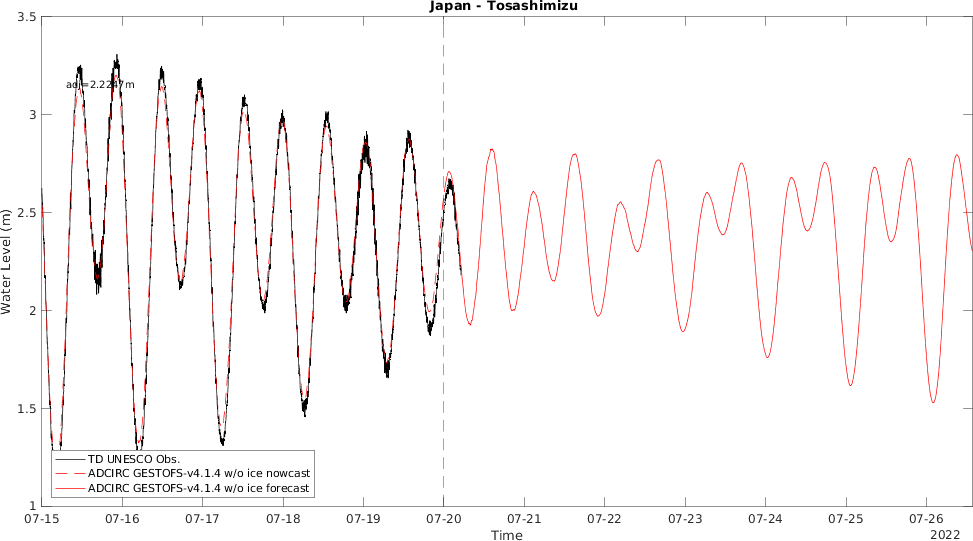 Japan - Tosashimizu
3.5
3
2.5
2
1.5
1
Water Level (m)
adj=2.2247m
TD UNESCO Obs.
ADCIRC GESTOFS-v4.1.4 w/o ice nowcast
ADCIRC GESTOFS-v4.1.4 w/o ice forecast
07-15 07-16 07-17 07-18 07-19 07-20 07-21 07-22 07-23 07-24 07-25 07-26
Time
2022